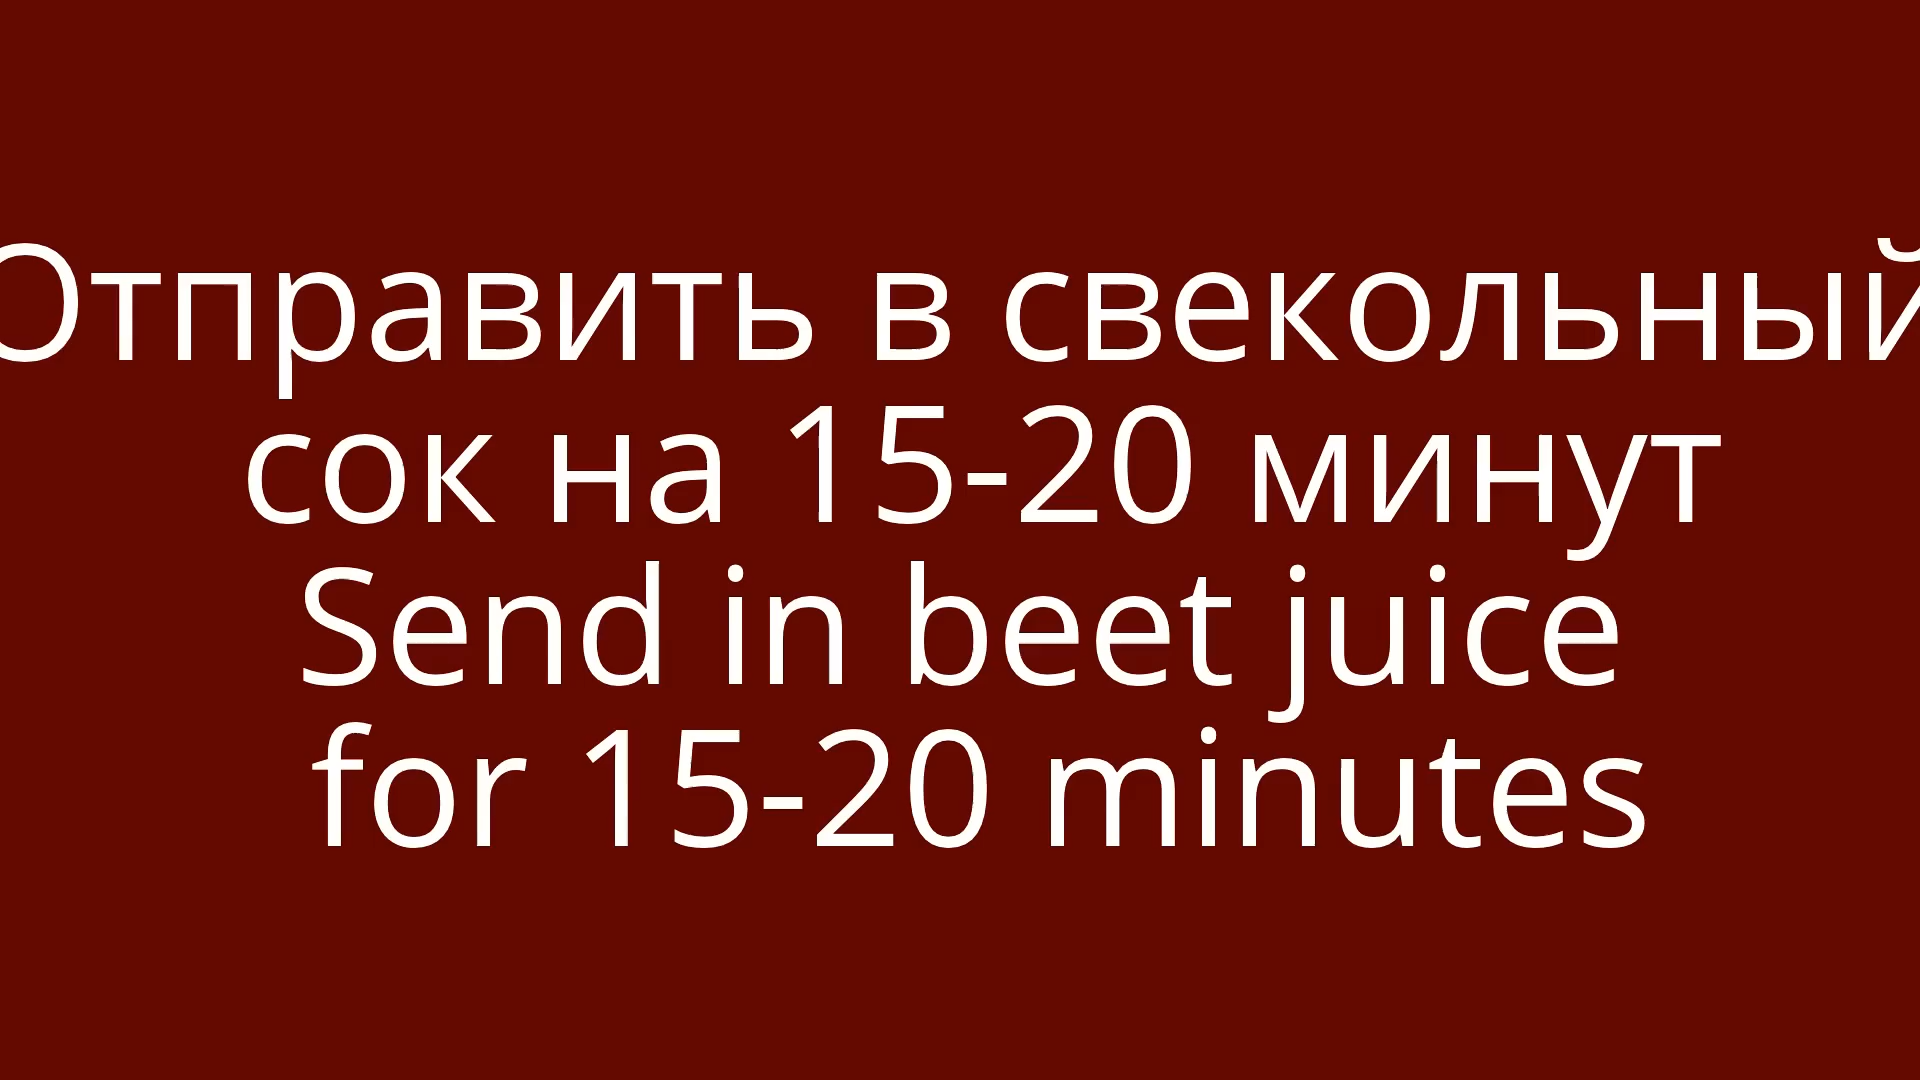 Отправить в свекольный
сок на 15-20 минут
Send in beet juice
for 15-20 minutes